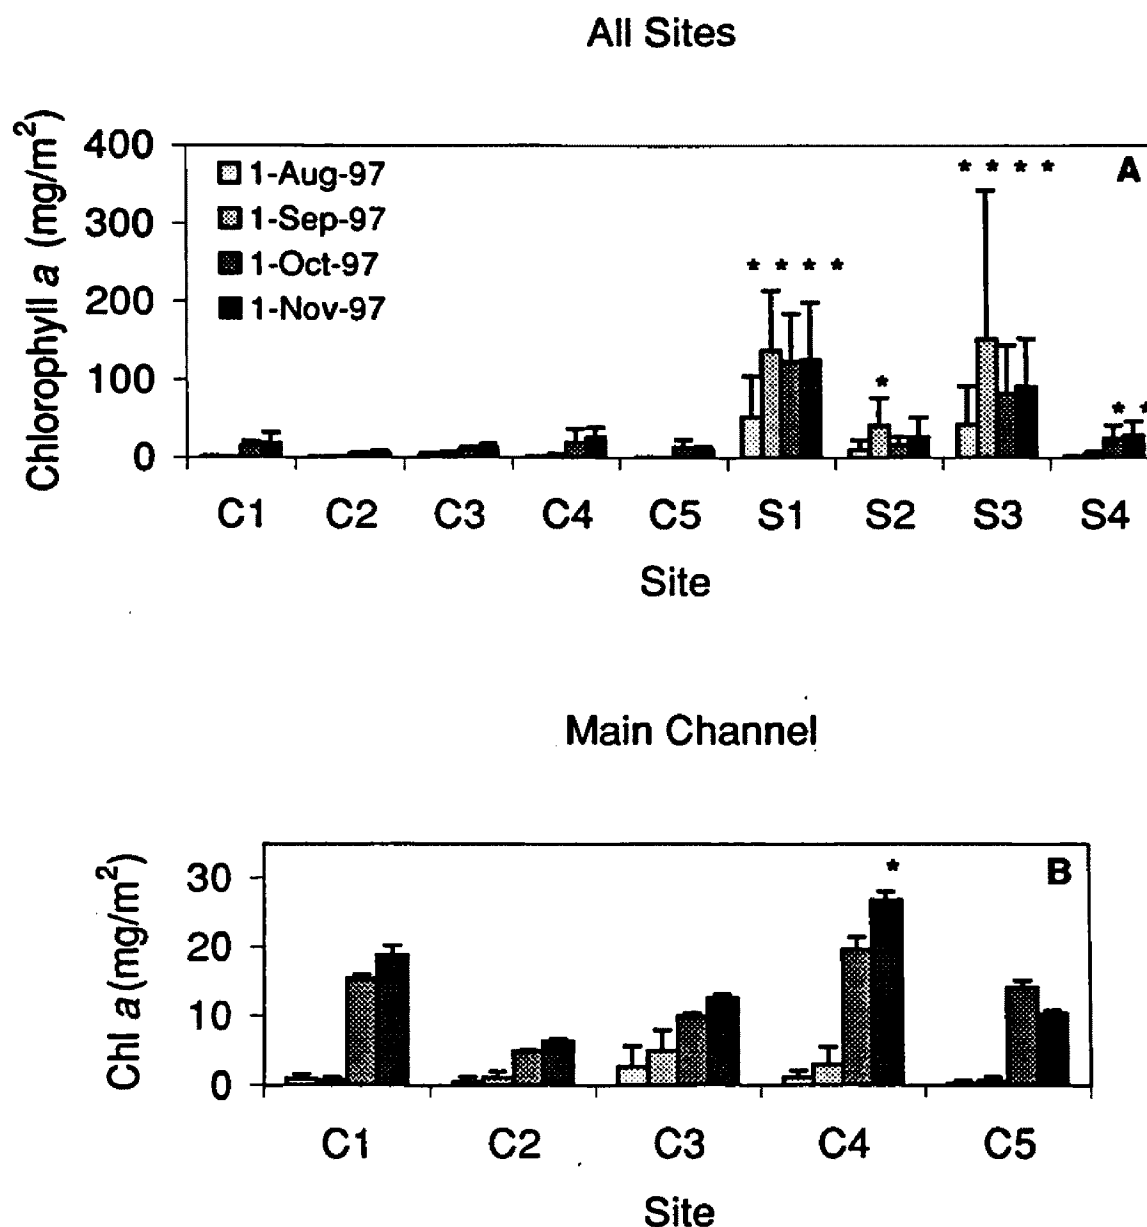 All Sites
Chlorophyll a (mg/m²)
400
300
200
100
0
A
1-Aug-97
1-Sep-97
1-Oct-97
1-Nov-97
* * * *
* * * *
*
* *
C1 C2 C3 C4 C5 S1 S2 S3 S4
Site
Main Channel
Chl a (mg/m²)
30
20
10
0
B
*
C1 C2 C3 C4 C5
Site